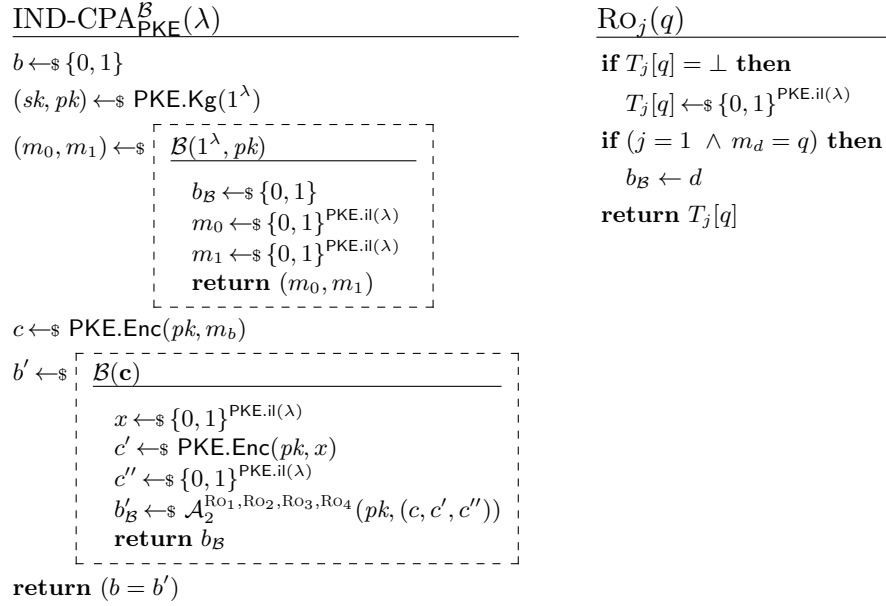 IND-CPA^B_PKE(λ)
b ←$ {0, 1}
(sk, pk) ←$ PKE.Kg(1^λ)
(m_0, m_1) ←$ B(1^λ, pk)
b_B ←$ {0, 1}
m_0 ←$ {0, 1}^PKE.il(λ)
m_1 ←$ {0, 1}^PKE.il(λ)
return (m_0, m_1)
c ←$ PKE.Enc(pk, m_b)
b′ ←$ B(c)
x ←$ {0, 1}^PKE.il(λ)
c′ ←$ PKE.Enc(pk, x)
c″ ←$ {0, 1}^PKE.il(λ)
b′_B ←$ A_2^{Ro_1,Ro_2,Ro_3,Ro_4}(pk, (c, c′, c″))
return b_B
return (b = b′)
Ro_j(q)
if T_j[q] = ⊥ then
T_j[q] ←$ {0, 1}^PKE.il(λ)
if (j = 1 ∧ m_d = q) then
b_B ← d
return T_j[q]